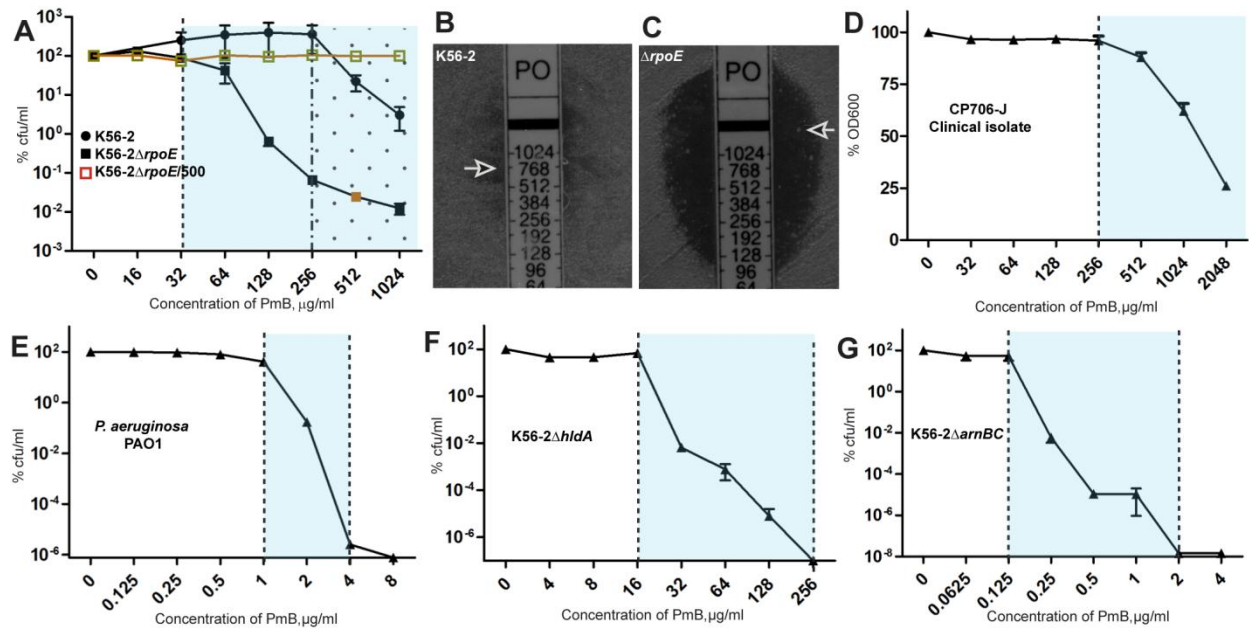 A
% cfu/ml
10³
10²
10¹
10⁰
10⁻¹
10⁻²
10⁻³
K56-2
K56-2ΔrpoE
K56-2ΔrpoE/500
0 16 32 64 128 256 512 1024
Concentration of PmB, µg/ml
B
K56-2
PO
1024
768
512
384
256
192
128
96
64
C
ΔrpoE
PO
1024
768
512
384
256
192
128
96
64
D
% OD600
100
75
50
25
0
CP706-J
Clinical isolate
0 32 64 128 256 512 1024 2048
Concentration of PmB,µg/ml
E
% cfu/ml
10²
10⁰
10⁻²
10⁻⁴
10⁻⁶
P. aeruginosa
PAO1
0 0.125 0.25 0.5 1 2 4 8
Concentration of PmB,µg/ml
F
% cfu/ml
10²
10⁰
10⁻²
10⁻⁴
10⁻⁶
K56-2ΔhldA
0 4 8 16 32 64 128 256
Concentration of PmB,µg/ml
G
% cfu/ml
10²
10⁰
10⁻²
10⁻⁴
10⁻⁶
10⁻⁸
K56-2ΔarnBC
0 0.0625 0.125 0.25 0.5 1 2 4
Concentration of PmB,µg/ml